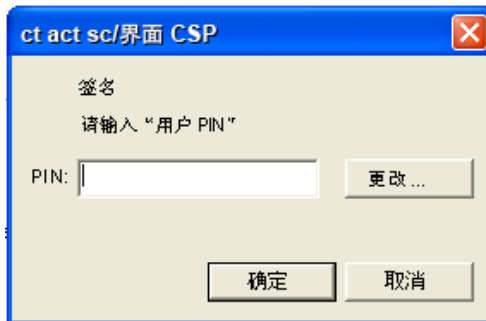 ct act sc/界面 CSP
签名
请输入 “用户 PIN”
PIN:
更改 ...
确定
取消